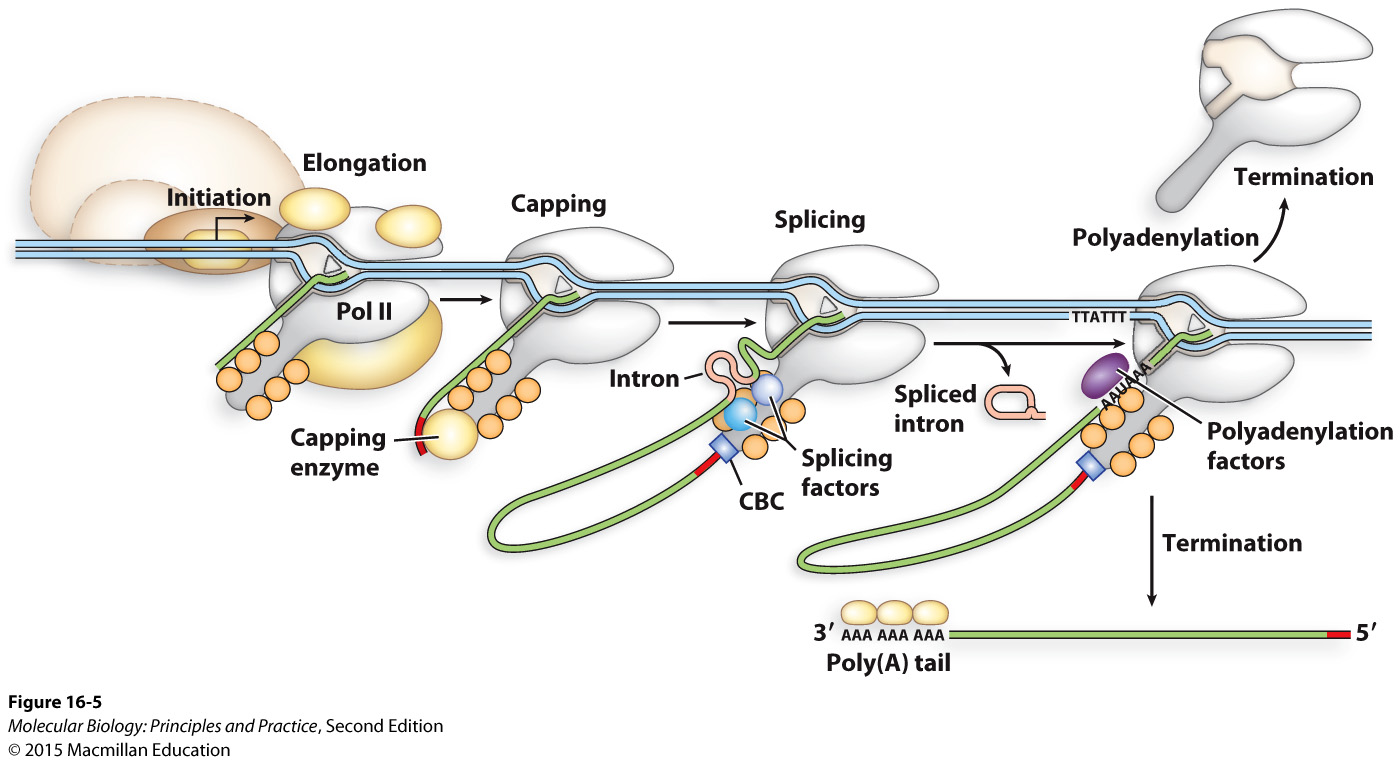 Initiation
Elongation
Pol II
Capping
Capping
enzyme
Splicing
Intron
CBC
Splicing
factors
Spliced
intron
TTATTT
AAUAAA
Polyadenylation
Termination
Polyadenylation
factors
Termination
3′ AAA AAA AAA 5′
Poly(A) tail
Figure 16-5
Molecular Biology: Principles and Practice, Second Edition
© 2015 Macmillan Education